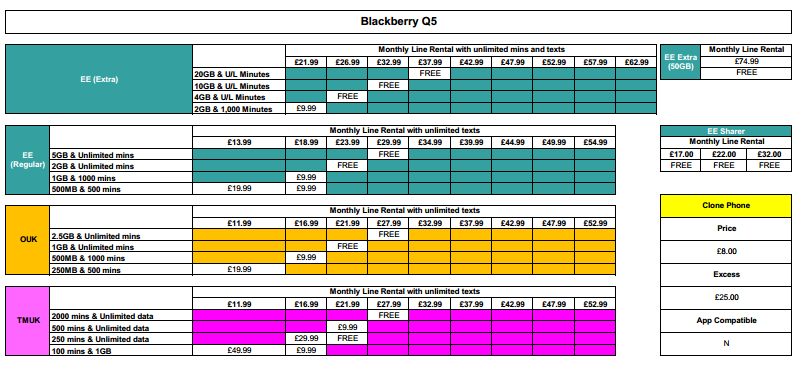 Blackberry Q5
EE (Extra)
Monthly Line Rental with unlimited mins and texts
£21.99 £26.99 £32.99 £37.99 £42.99 £47.99 £52.99 £57.99 £62.99
20GB & U/L Minutes FREE
10GB & U/L Minutes FREE
4GB & U/L Minutes FREE
2GB & 1,000 Minutes £9.99
EE Extra (50GB)
Monthly Line Rental
£74.99
FREE
EE (Regular)
Monthly Line Rental with unlimited texts
£13.99 £18.99 £23.99 £29.99 £34.99 £39.99 £44.99 £49.99 £54.99
5GB & Unlimited mins FREE
2GB & Unlimited mins FREE
1GB & 1000 mins £9.99
500MB & 500 mins £19.99 £9.99
EE Sharer
Monthly Line Rental
£17.00 £22.00 £32.00
FREE FREE FREE
OUK
Monthly Line Rental with unlimited texts
£11.99 £16.99 £21.99 £27.99 £32.99 £37.99 £42.99 £47.99 £52.99
2.5GB & Unlimited mins FREE
1GB & Unlimited mins FREE
500MB & 1000 mins £9.99
250MB & 500 mins £19.99
TMUK
Monthly Line Rental with unlimited texts
£11.99 £16.99 £21.99 £27.99 £32.99 £37.99 £42.99 £47.99 £52.99
2000 mins & Unlimited data FREE
500 mins & Unlimited data £9.99
250 mins & Unlimited data £29.99 FREE
100 mins & 1GB £49.99 £9.99
Clone Phone
Price
£8.00
Excess
£25.00
App Compatible
N